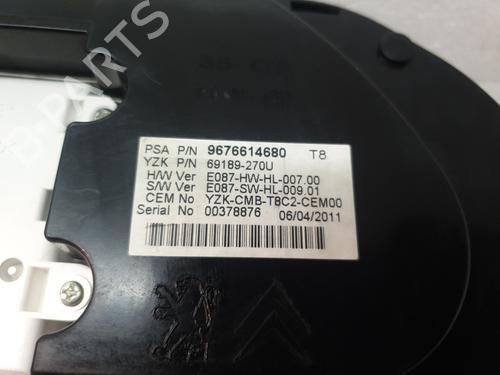 B-PARTS
PSA P/N 9676614680 T8
YZK P/N 69189-270U
H/W Ver E087-HW-HL-007.00
S/W Ver E087-SW-HL-009.01
CEM No YZK-CMB-T8C2-CEM00
Serial No 00378876 06/04/2011